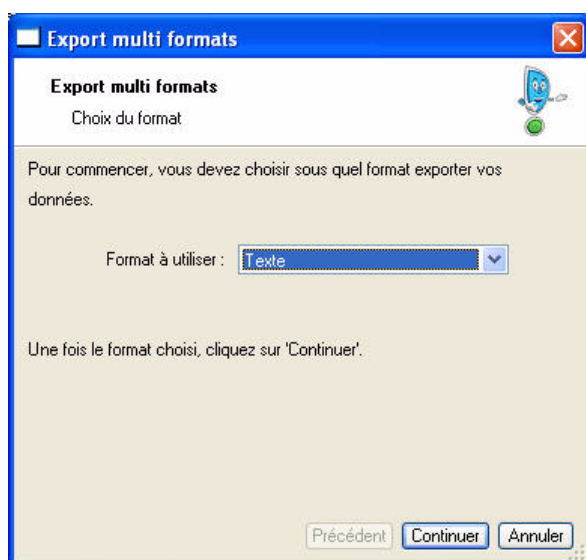 Export multi formats
Export multi formats
Choix du format
Pour commencer, vous devez choisir sous quel format exporter vos
données.
Format à utiliser : Texte
Une fois le format choisi, cliquez sur 'Continuer'.
Précédent Continuer Annuler